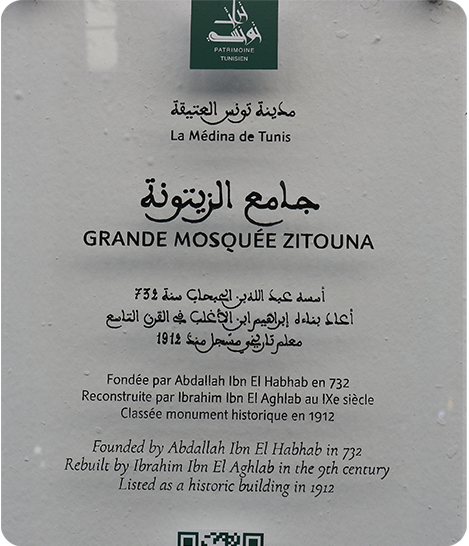 تراث
تونسي
PATRIMOINE
TUNISIEN
مدينة تونس العتيقة
La Médina de Tunis
جامع الزيتونة
GRANDE MOSQUÉE ZITOUNA
أسسه عبد الله بن الحبحاب سنة 732
أعاد بناءه إبراهيم ابن الأغلب في القرن التاسع
معلم تاريخي مسجل منذ 1912
Fondée par Abdallah Ibn El Habhab en 732
Reconstruite par Ibrahim Ibn El Aghlab au IXe siècle
Classée monument historique en 1912
Founded by Abdallah Ibn El Habhab in 732
Rebuilt by Ibrahim Ibn El Aghlab in the 9th century
Listed as a historic building in 1912